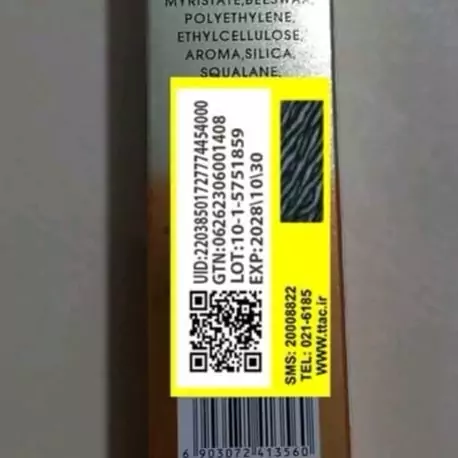 MYRISTATE,BEESWAX,
POLYETHYLENE,
ETHYLCELLULOSE,
AROMA,SILICA,
SQUALANE,
UID:22038501727774454000
GTN:06262306001408
LOT:10-1-5751859
EXP:2028\10\30
SMS: 20008822
TEL: 021-6185
www.ttac.ir
6 903072 413560